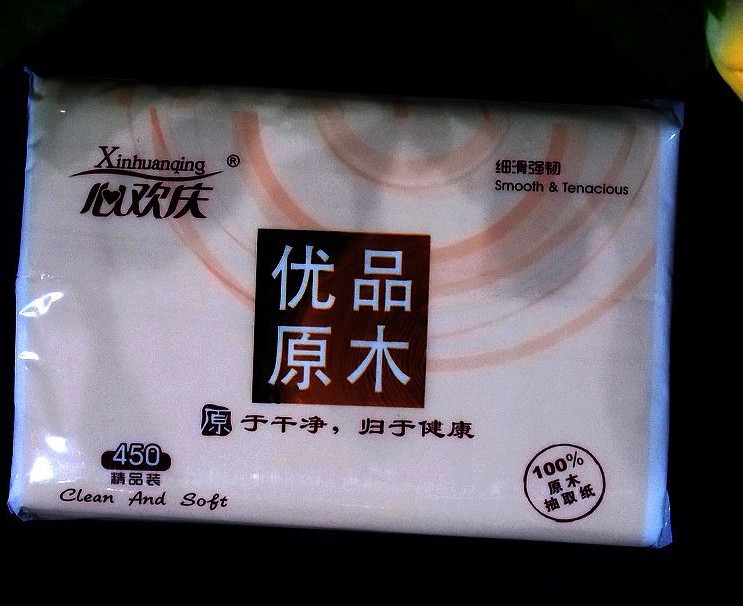 Xinhuanqing ®
心欢庆
细滑强韧
Smooth & Tenacious
优品
原木
原于干净，归于健康
450
精品装
Clean And Soft
100%
原木
抽取纸